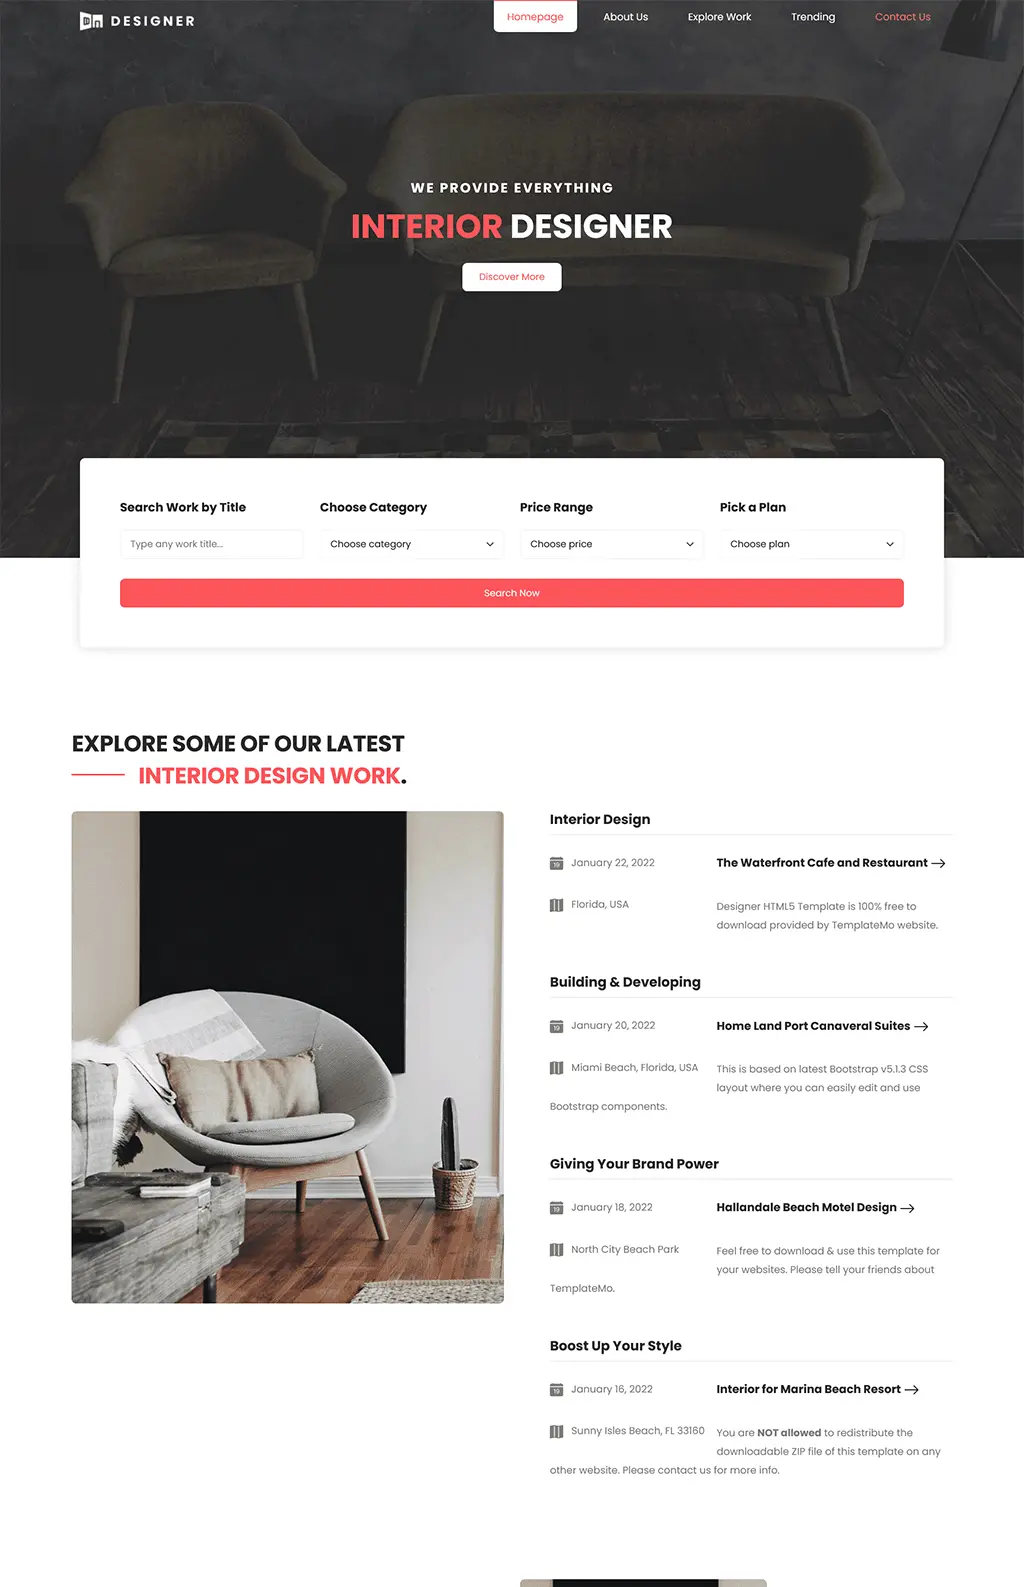 DESIGNER
Homepage
About Us
Explore Work
Trending
Contact Us
WE PROVIDE EVERYTHING
INTERIOR DESIGNER
Discover More
Search Work by Title
Choose Category
Price Range
Pick a Plan
Type any work title...
Choose category
Choose price
Choose plan
Search Now
EXPLORE SOME OF OUR LATEST
INTERIOR DESIGN WORK.
Interior Design
19 January 22, 2022
The Waterfront Cafe and Restaurant
Florida, USA
Designer HTML5 Template is 100% free to
download provided by TemplateMo website.
Building & Developing
19 January 20, 2022
Home Land Port Canaveral Suites
Miami Beach, Florida, USA
This is based on latest Bootstrap v5.1.3 CSS
layout where you can easily edit and use
Bootstrap components.
Giving Your Brand Power
19 January 18, 2022
Hallandale Beach Motel Design
North City Beach Park
Feel free to download & use this template for
your websites. Please tell your friends about
TemplateMo.
Boost Up Your Style
19 January 16, 2022
Interior for Marina Beach Resort
Sunny Isles Beach, FL 33160
You are NOT allowed to redistribute the
downloadable ZIP file of this template on any
other website. Please contact us for more info.